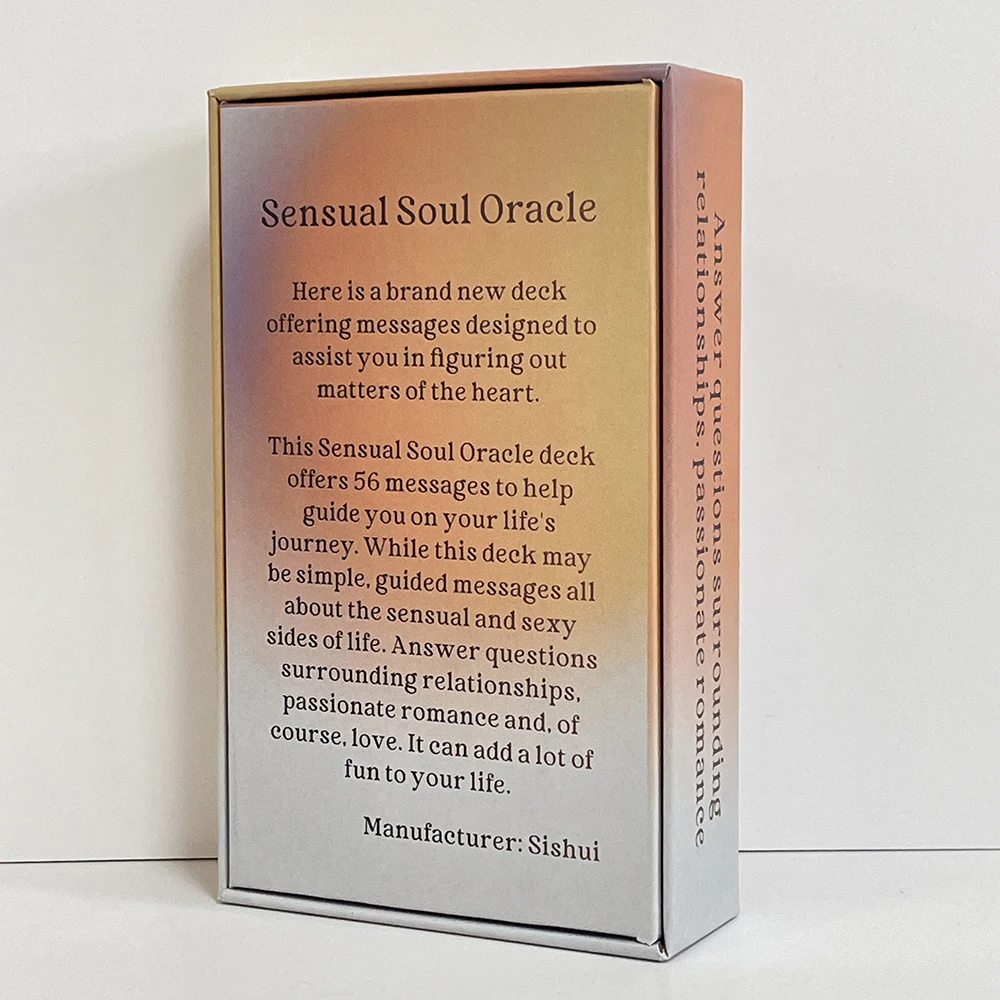 Sensual Soul Oracle
Here is a brand new deck
offering messages designed to
assist you in figuring out
matters of the heart.
This Sensual Soul Oracle deck
offers 56 messages to help
guide you on your life's
journey. While this deck may
be simple, guided messages all
about the sensual and sexy
sides of life. Answer questions
surrounding relationships,
passionate romance and, of
course, love. It can add a lot of
fun to your life.
Manufacturer: Sishui
Answer questions surrounding
relationships, passionate romance